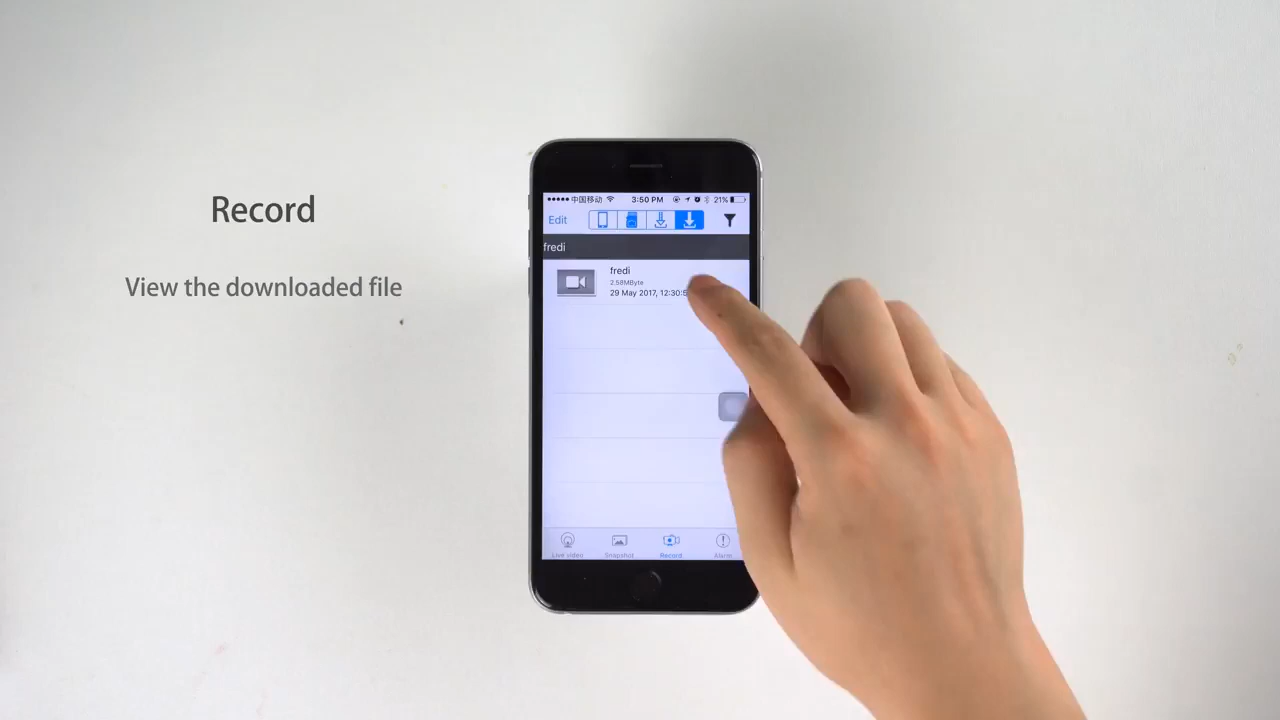 Record
View the downloaded file
中国移动 3:50 PM 21%
Edit
fredi
fredi
2.58MByte
29 May 2017, 12:30:5
Live video Snapshot Record Alarm